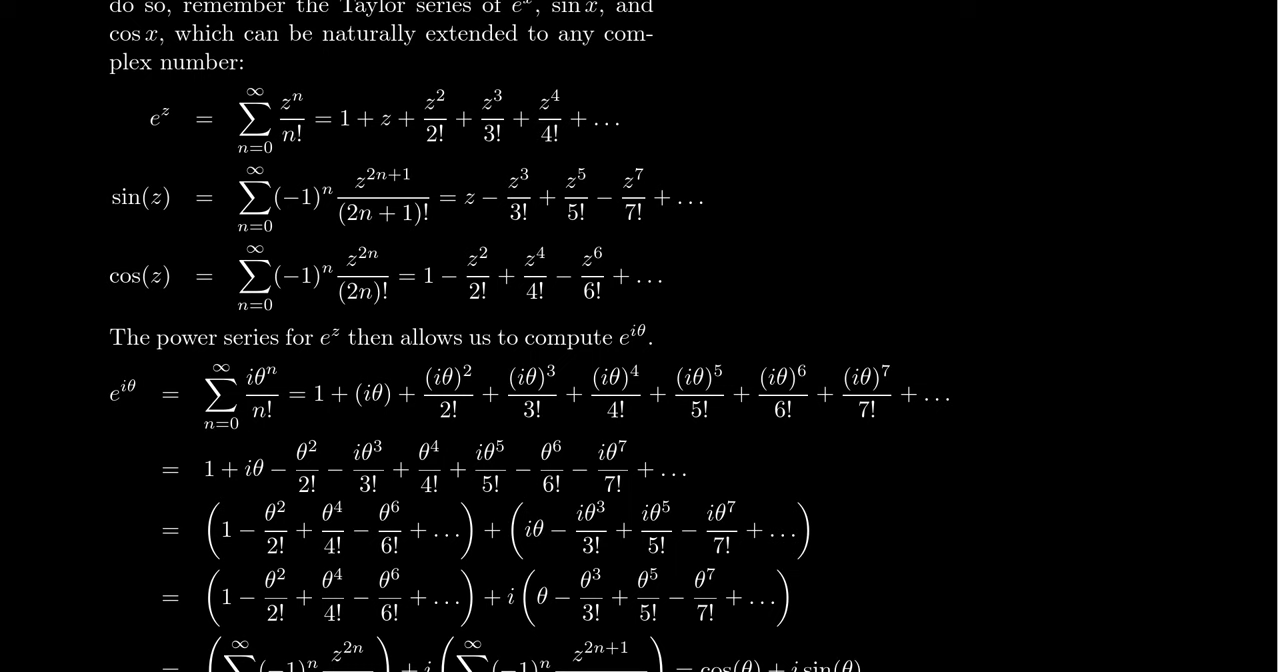 do so, remember the Taylor series of e^x, sin x, and
cos x, which can be naturally extended to any com-
plex number:
e^z = ∑_{n=0}^{∞} z^n/n! = 1 + z + z^2/2! + z^3/3! + z^4/4! + …
sin(z) = ∑_{n=0}^{∞} (−1)^n z^{2n+1}/(2n + 1)! = z − z^3/3! + z^5/5! − z^7/7! + …
cos(z) = ∑_{n=0}^{∞} (−1)^n z^{2n}/(2n)! = 1 − z^2/2! + z^4/4! − z^6/6! + …
The power series for e^z then allows us to compute e^{iθ}.
e^{iθ} = ∑_{n=0}^{∞} iθ^n/n! = 1 + (iθ) + (iθ)^2/2! + (iθ)^3/3! + (iθ)^4/4! + (iθ)^5/5! + (iθ)^6/6! + (iθ)^7/7! + …
= 1 + iθ − θ^2/2! − iθ^3/3! + θ^4/4! + iθ^5/5! − θ^6/6! − iθ^7/7! + …
= (1 − θ^2/2! + θ^4/4! − θ^6/6! + …) + (iθ − iθ^3/3! + iθ^5/5! − iθ^7/7! + …)
= (1 − θ^2/2! + θ^4/4! − θ^6/6! + …) + i (θ − θ^3/3! + θ^5/5! − θ^7/7! + …)
= (∑^{∞} (−1)^n z^{2n}) + i (∑^{∞} (−1)^n z^{2n+1}) = cos(θ) + i sin(θ)